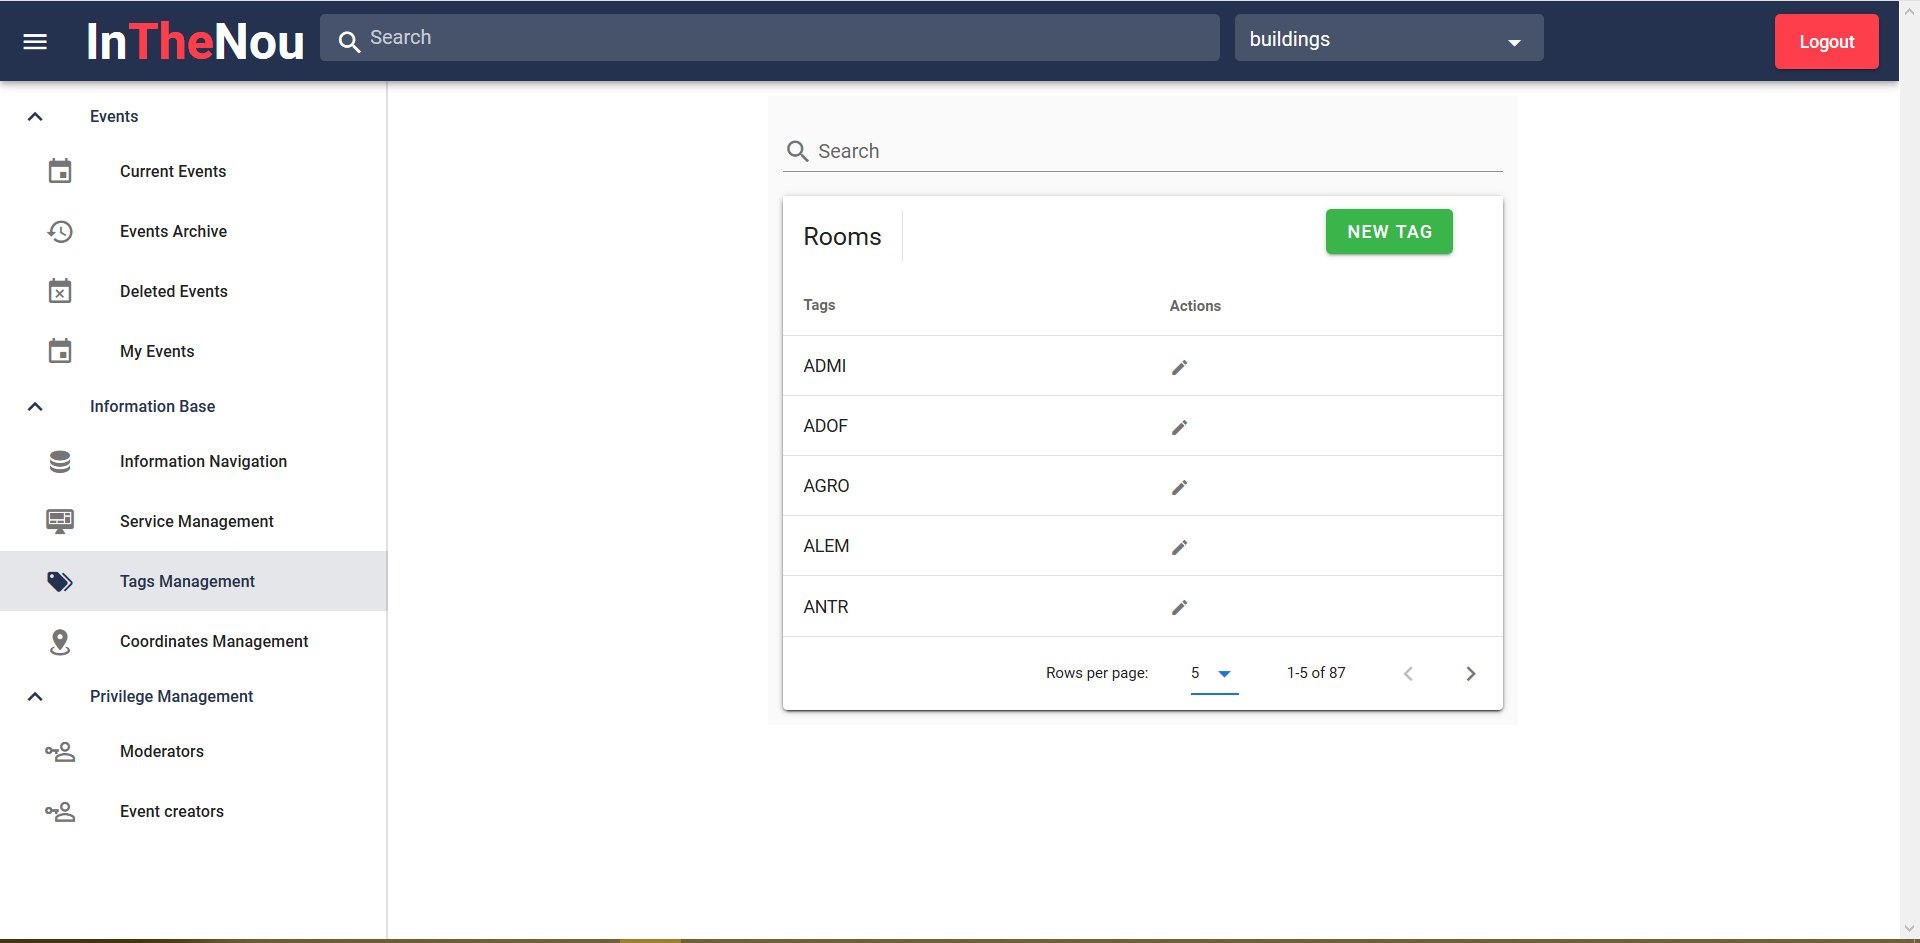 InTheNou
Search
buildings
Logout
Events
Current Events
Events Archive
Deleted Events
My Events
Information Base
Information Navigation
Service Management
Tags Management
Coordinates Management
Privilege Management
Moderators
Event creators
Search
Rooms
NEW TAG
Tags Actions
ADMI
ADOF
AGRO
ALEM
ANTR
Rows per page: 5 1-5 of 87